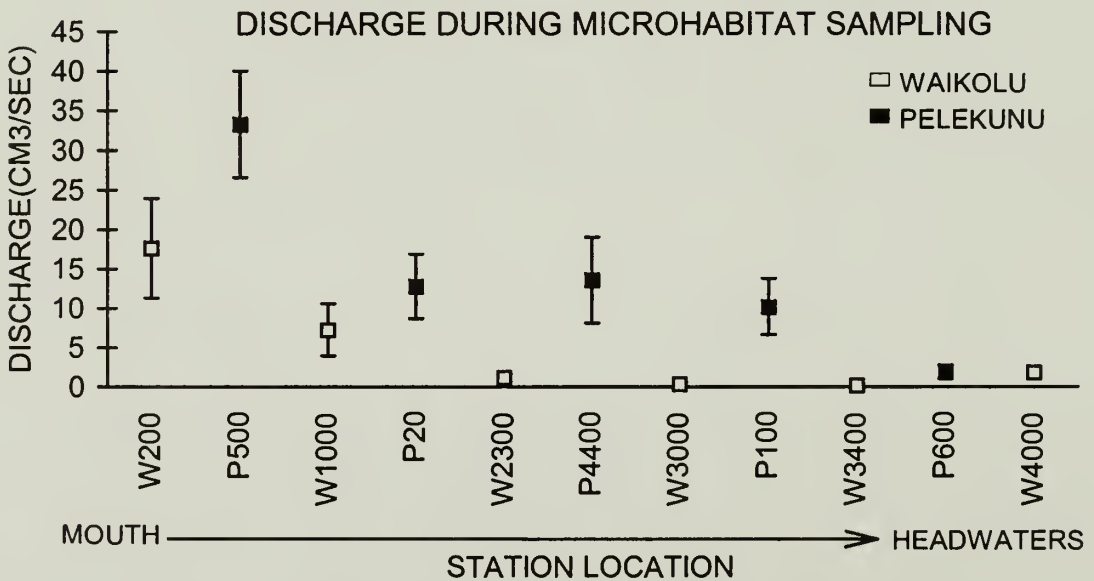 DISCHARGE DURING MICROHABITAT SAMPLING
WAIKOLU
PELEKUNU
DISCHARGE(CM3/SEC)
45
40
35
30
25
20
15
10
5
0
W200
P500
W1000
P20
W2300
P4400
W3000
P100
W3400
P600
W4000
MOUTH
HEADWATERS
STATION LOCATION